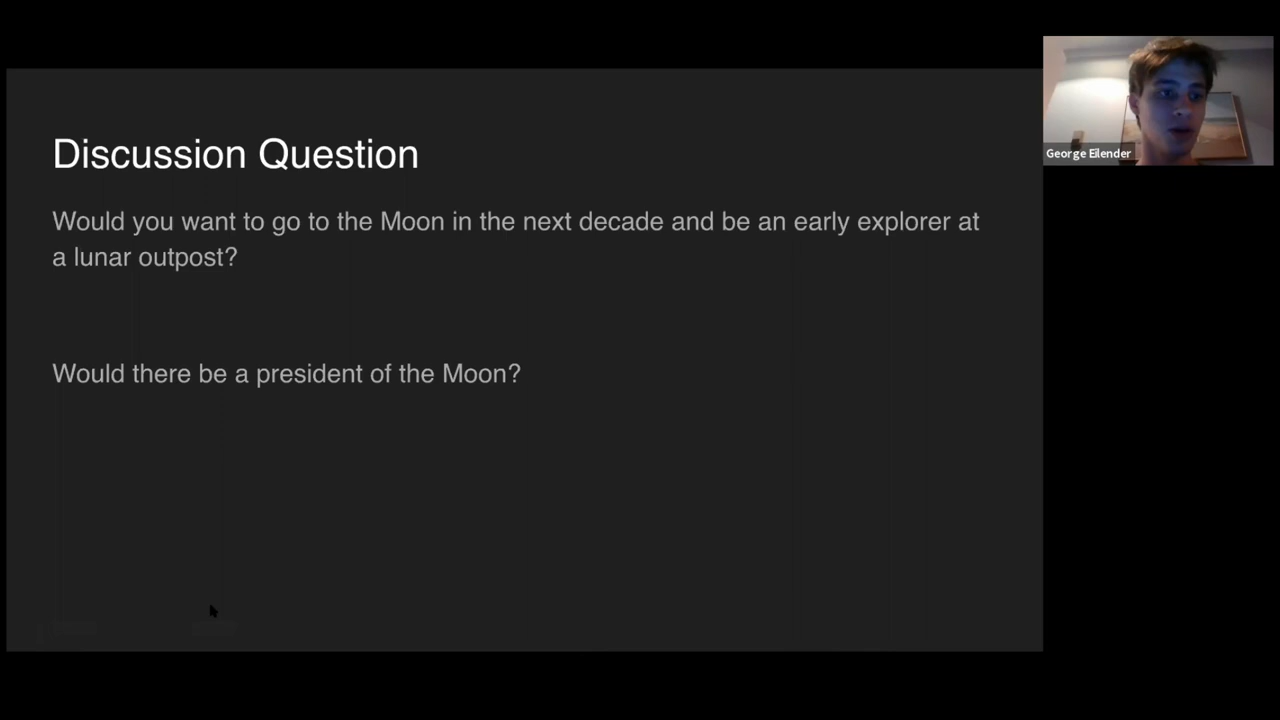 Discussion Question
Would you want to go to the Moon in the next decade and be an early explorer at
a lunar outpost?
Would there be a president of the Moon?
George Eilender